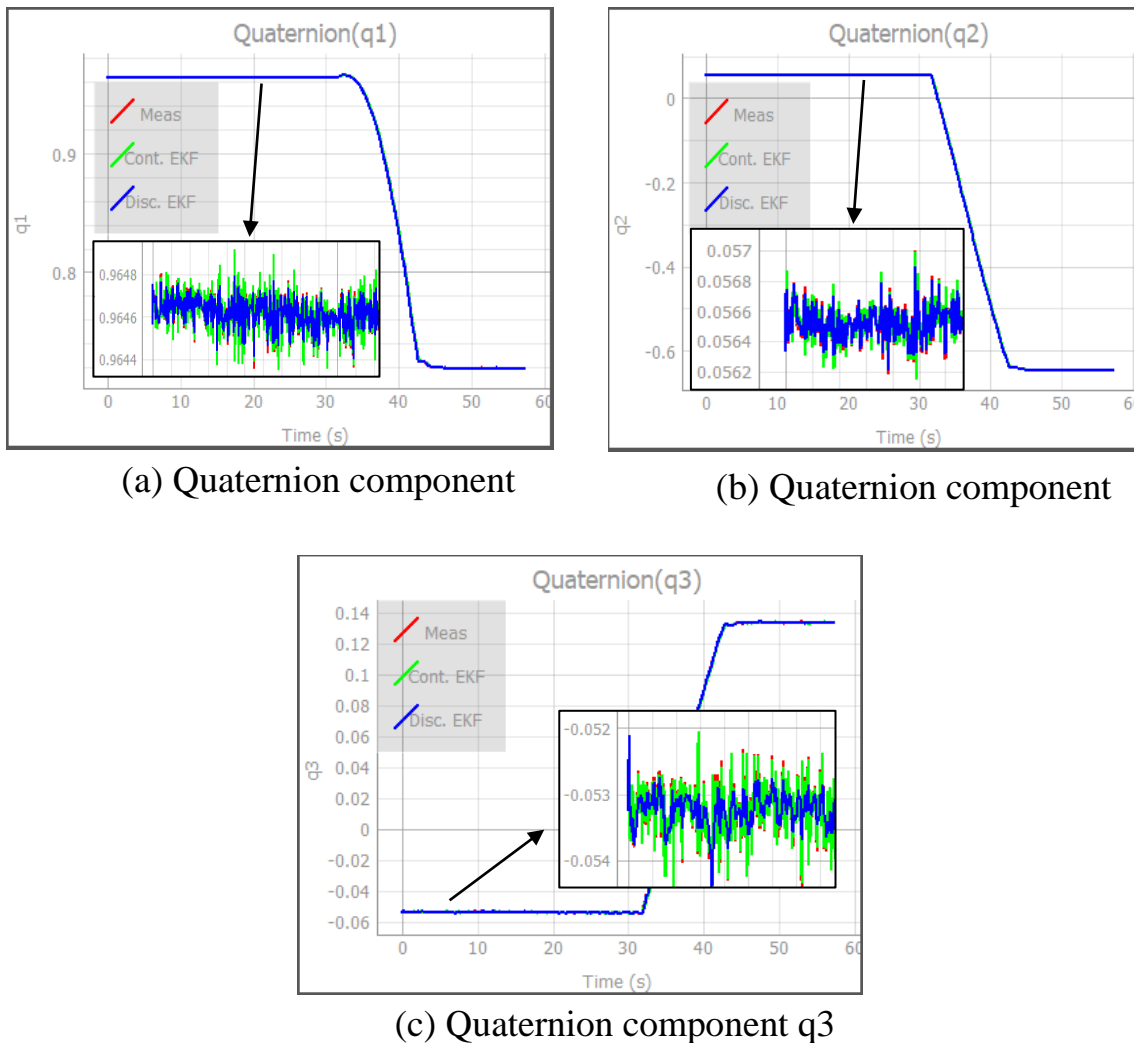 Quaternion(q1)
Meas
Cont. EKF
Disc. EKF
0.9
0.8
q1
0.9648
0.9646
0.9644
0
10
20
30
40
50
60
Time (s)
(a) Quaternion component
Quaternion(q2)
Meas
Cont. EKF
Disc. EKF
0
-0.2
-0.4
-0.6
q2
0.057
0.0568
0.0566
0.0564
0.0562
0
10
20
30
40
50
60
Time (s)
(b) Quaternion component
Quaternion(q3)
Meas
Cont. EKF
Disc. EKF
0.14
0.12
0.1
0.08
0.06
0.04
0.02
0
-0.02
-0.04
-0.06
q3
-0.052
-0.053
-0.054
0
10
20
30
40
50
60
Time (s)
(c) Quaternion component q3